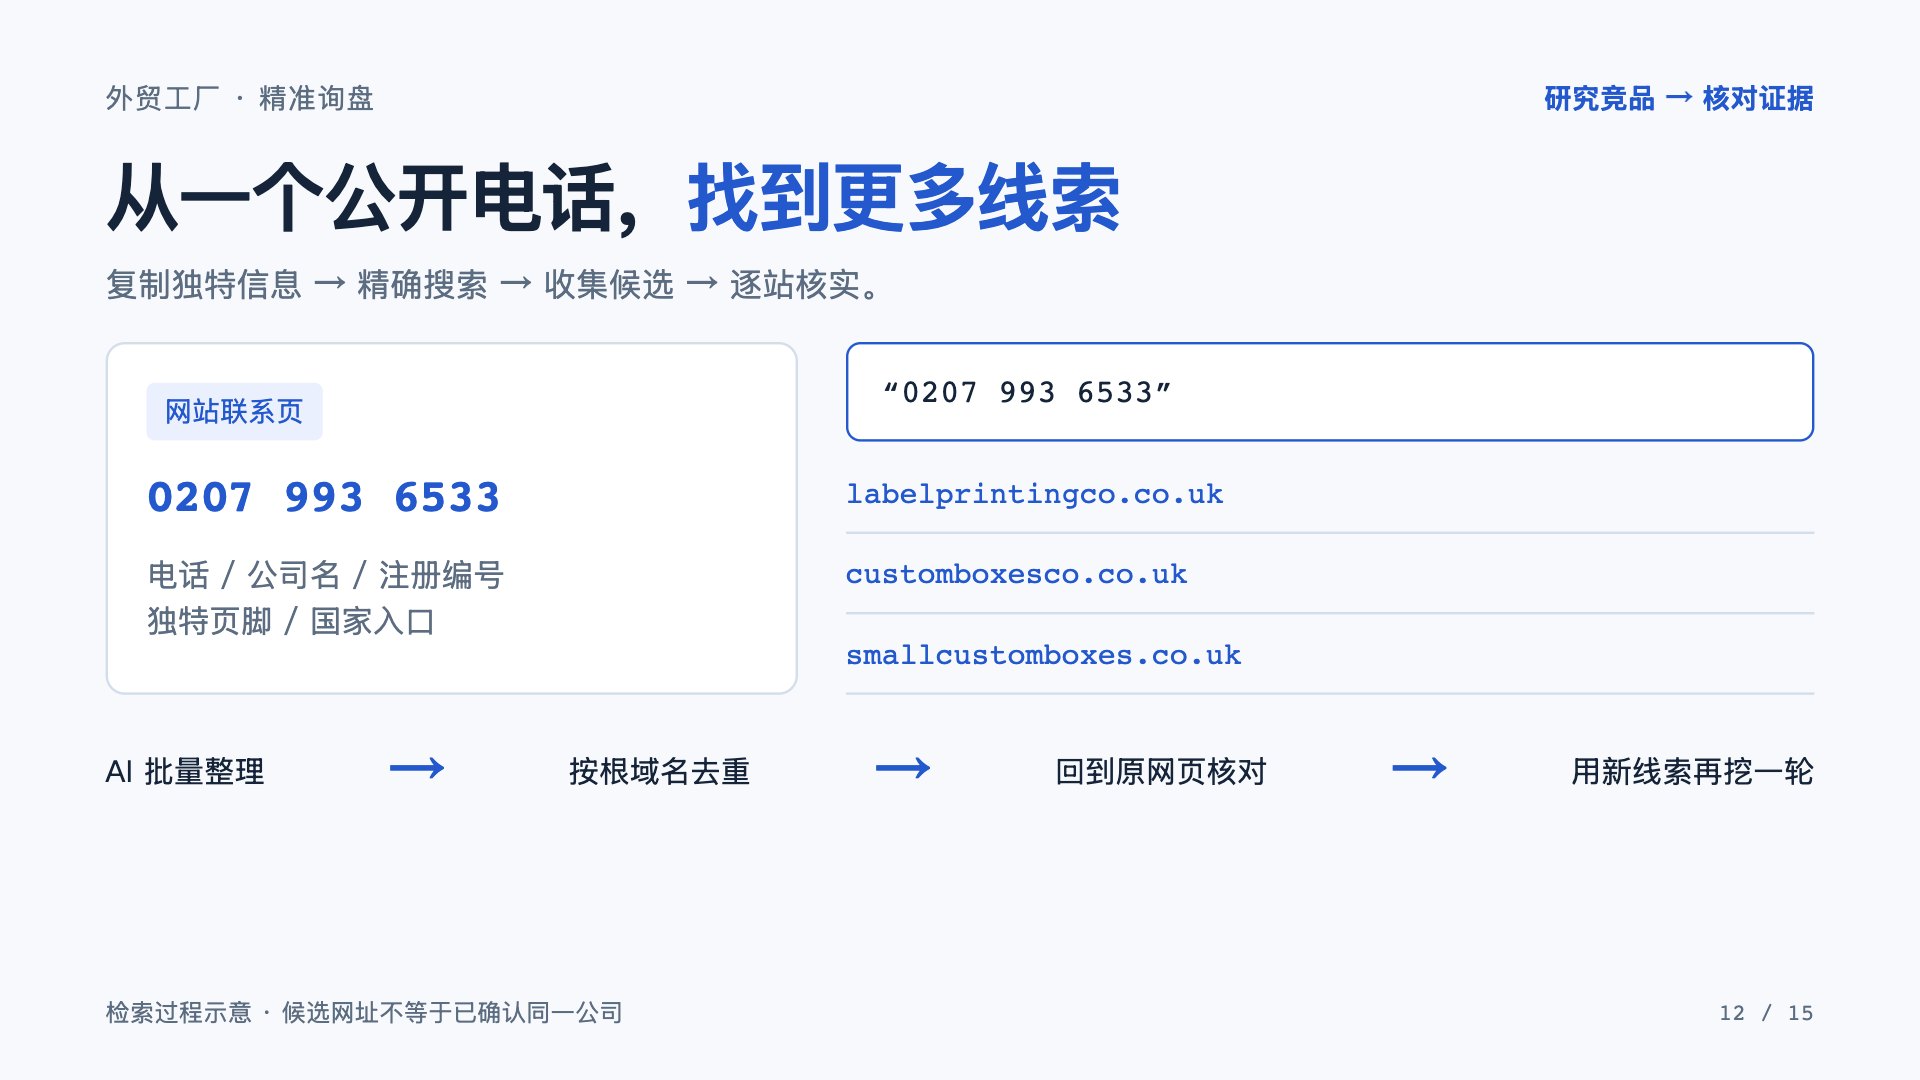 外贸工厂 · 精准询盘
研究竞品 → 核对证据
从一个公开电话，找到更多线索
复制独特信息 → 精确搜索 → 收集候选 → 逐站核实。
网站联系页
0207 993 6533
电话 / 公司名 / 注册编号
独特页脚 / 国家入口
“0207 993 6533”
labelprintingco.co.uk
customboxesco.co.uk
smallcustomboxes.co.uk
AI 批量整理 → 按根域名去重 → 回到原网页核对 → 用新线索再挖一轮
检索过程示意 · 候选网址不等于已确认同一公司
12 / 15